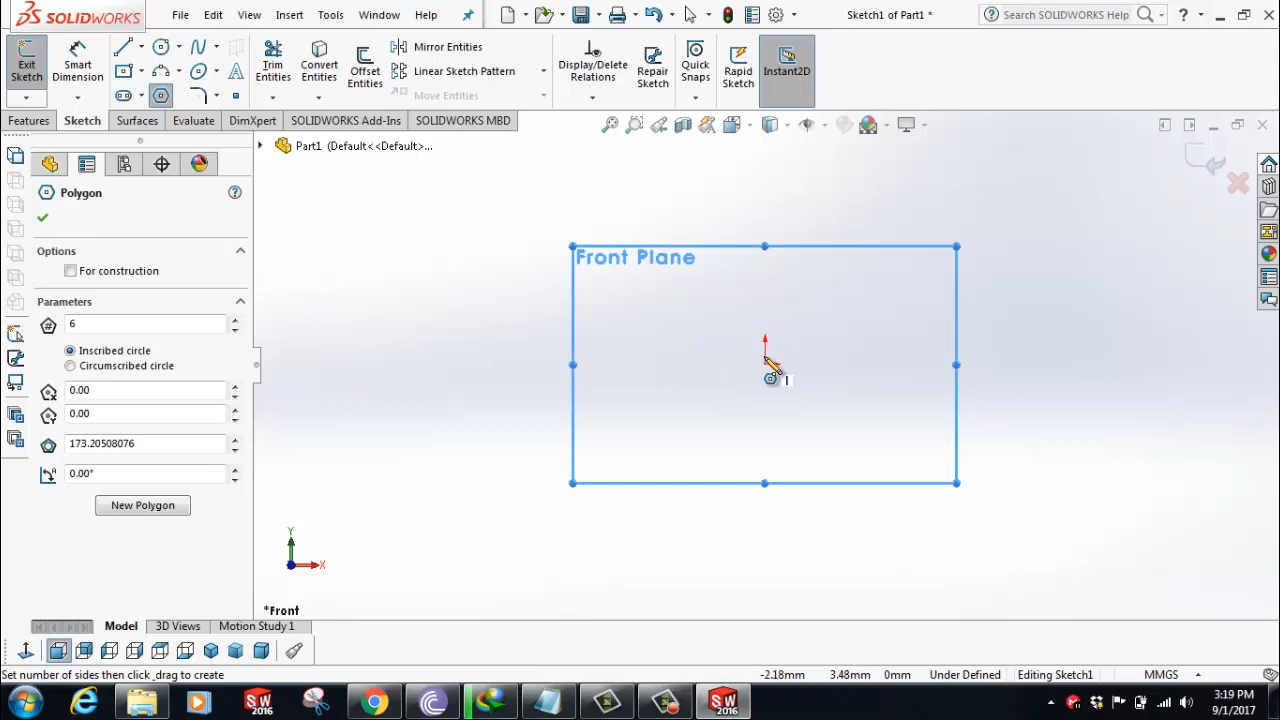 SOLIDWORKS File Edit View Insert Tools Window Help Sketch1 of Part1 * Search SOLIDWORKS Help ?
Exit Sketch
Smart Dimension
Trim Entities
Convert Entities
Offset Entities
Mirror Entities
Linear Sketch Pattern
Move Entities
Display/Delete Relations
Repair Sketch
Quick Snaps
Rapid Sketch
Instant2D
Features Sketch Surfaces Evaluate DimXpert SOLIDWORKS Add-Ins SOLIDWORKS MBD
Part1 (Default<<Default>...
Polygon ?
Options
For construction
Parameters
6
Inscribed circle
Circumscribed circle
0.00
0.00
173.20508076
0.00°
New Polygon
Front Plane
Y
X
*Front
Model 3D Views Motion Study 1
Set number of sides then click _drag to create -2.18mm 3.48mm 0mm Under Defined Editing Sketch1 MMGS
SW 2016
SW 2016
3:19 PM
9/1/2017